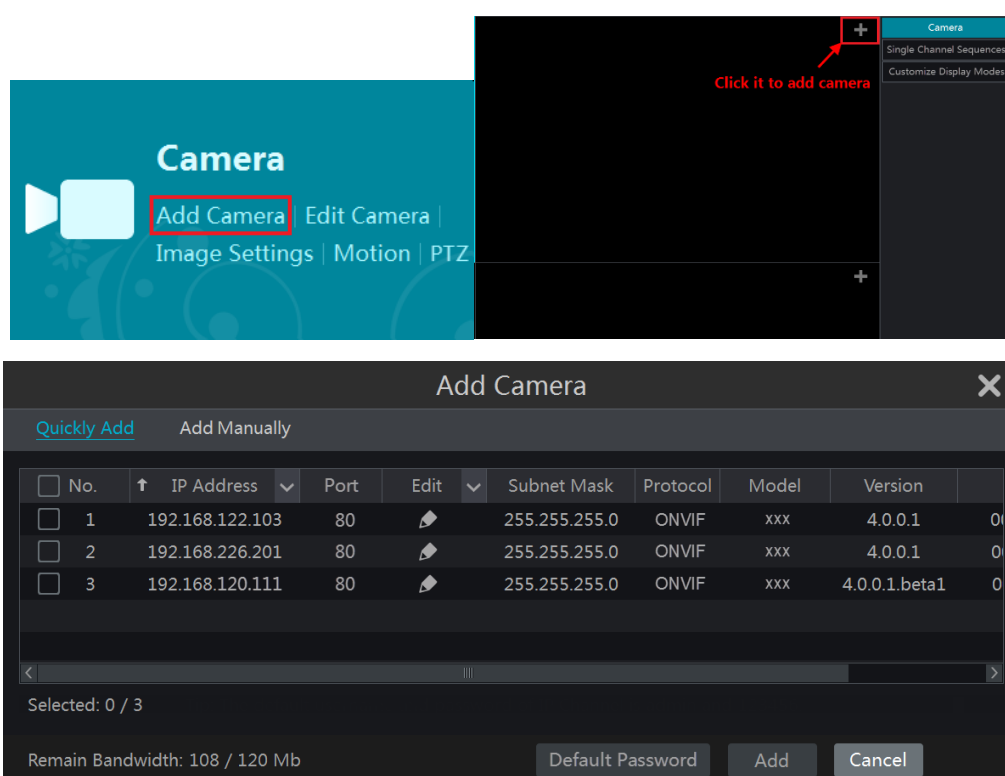 Camera
Add Camera | Edit Camera |
Image Settings | Motion | PTZ
Click it to add camera
Camera
Single Channel Sequences
Customize Display Modes
Add Camera
Quickly Add Add Manually
No. IP Address Port Edit Subnet Mask Protocol Model Version
1 192.168.122.103 80 255.255.255.0 ONVIF xxx 4.0.0.1
2 192.168.226.201 80 255.255.255.0 ONVIF xxx 4.0.0.1
3 192.168.120.111 80 255.255.255.0 ONVIF xxx 4.0.0.1.beta1
Selected: 0 / 3
Remain Bandwidth: 108 / 120 Mb Default Password Add Cancel